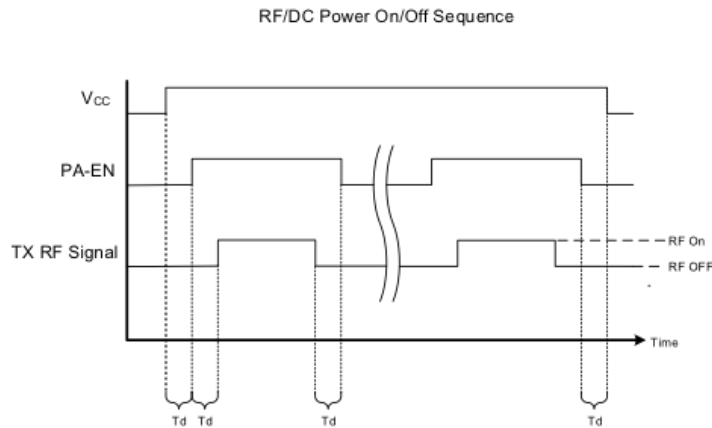 RF/DC Power On/Off Sequence
Vcc
PA-EN
TX RF Signal
RF On
RF OFF
Time
Td Td Td Td